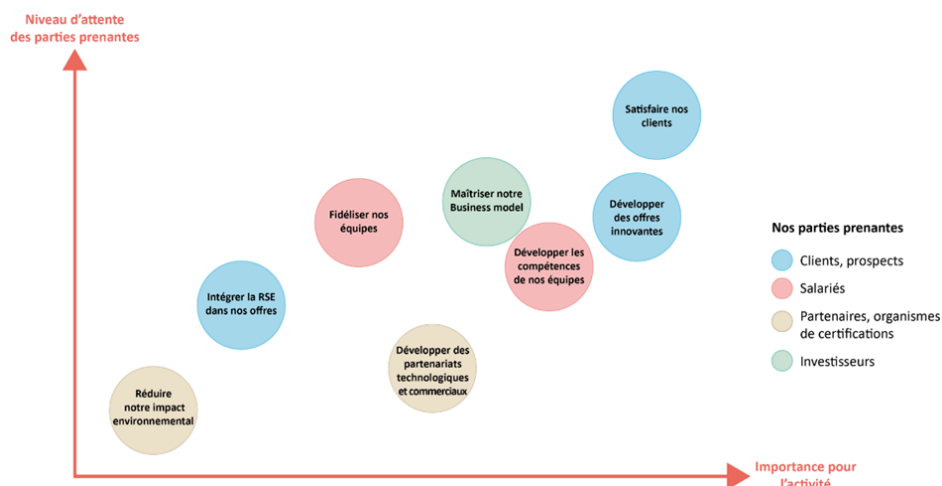 Niveau d'attente
des parties prenantes
Satisfaire nos
clients
Maîtriser notre
Business model
Développer
des offres
innovantes
Fidéliser nos
équipes
Nos parties prenantes
Développer les
compétences
de nos équipes
Clients, prospects
Salariés
Intégrer la RSE
dans nos offres
Partenaires, organismes
de certifications
Développer des
partenariats
technologiques
et commerciaux
Investisseurs
Réduire
notre impact
environnemental
Importance pour
l'activité